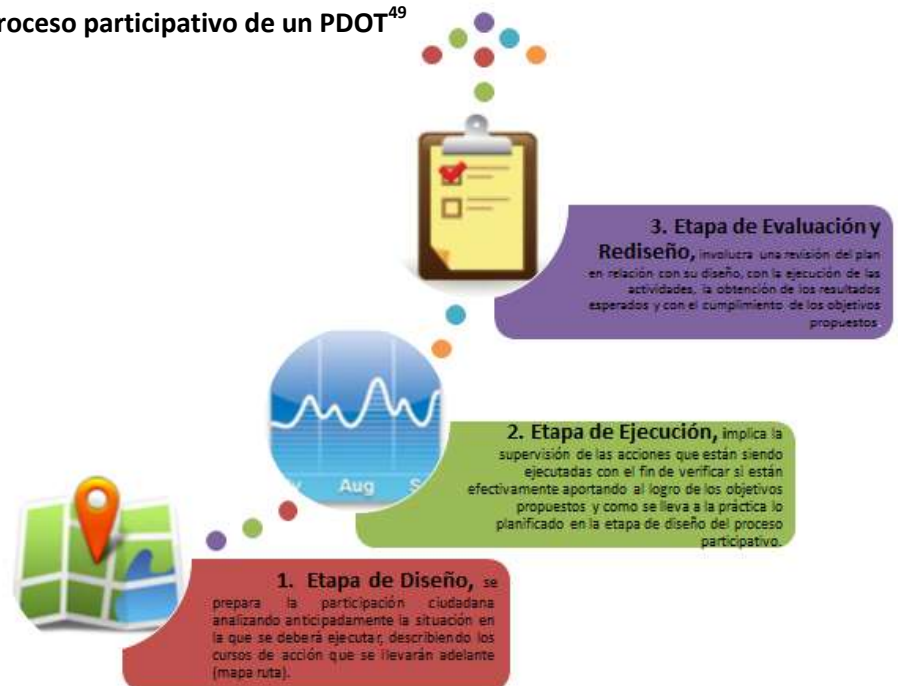 roceso participativo de un PDOT49
3. Etapa de Evaluación y
Rediseño, involucra una revisión del plan
en relación con su diseño, con la ejecución de las
actividades, la obtención de los resultados
esperados y con el cumplimiento de los objetivos
propuestos.
2. Etapa de Ejecución, implica la
supervisión de las acciones que están siendo
ejecutadas con el fin de verificar si están
efectivamente aportando al logro de los objetivos
propuestos y como se lleva a la práctica lo
planificado en la etapa de diseño del proceso
participativo.
Aug
1. Etapa de Diseño, se
prepara la participación ciudadana
analizando anticipadamente la situación en
la que se deberá ejecutar, describiendo los
cursos de acción que se llevarán adelante
(mapa ruta).